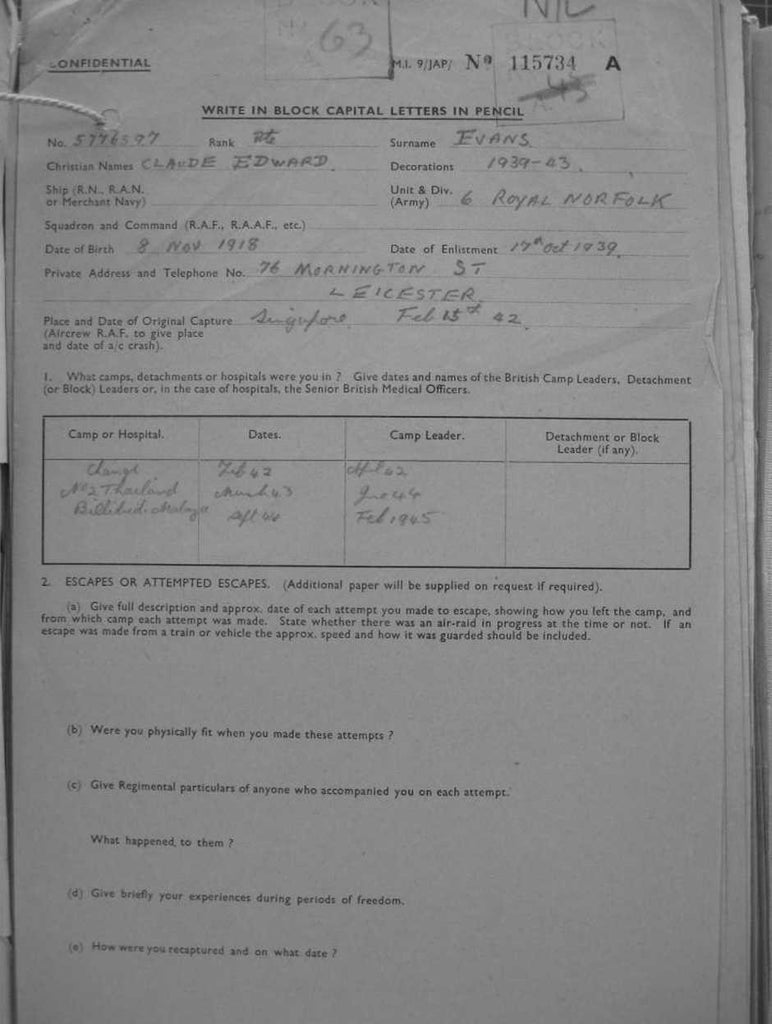 NIL
63
CONFIDENTIAL M.I. 9/JAP/ Nº 115734 A
45
WRITE IN BLOCK CAPITAL LETTERS IN PENCIL
No. 5776597 Rank Pte Surname EVANS
Christian Names CLAUDE EDWARD Decorations 1939-43
Ship (R.N., R.A.N. Unit & Div.
or Merchant Navy) (Army) 6 ROYAL NORFOLK
Squadron and Command (R.A.F., R.A.A.F., etc.)
Date of Birth 8 Nov 1918 Date of Enlistment 17th Oct 1939
Private Address and Telephone No. 76 MORNINGTON ST
LEICESTER
Place and Date of Original Capture Singapore Feb 15th 42
(Aircrew R.A.F. to give place
and date of a/c crash).
1. What camps, detachments or hospitals were you in ? Give dates and names of the British Camp Leaders, Detachment
(or Block) Leaders or, in the case of hospitals, the Senior British Medical Officers.
Camp or Hospital. Dates. Camp Leader. Detachment or Block
Leader (if any).
Changi Feb 42 42
No 2 Thailand March 43 44
44 Feb 1945
2. ESCAPES OR ATTEMPTED ESCAPES. (Additional paper will be supplied on request if required).
(a) Give full description and approx. date of each attempt you made to escape, showing how you left the camp, and
from which camp each attempt was made. State whether there was an air-raid in progress at the time or not. If an
escape was made from a train or vehicle the approx. speed and how it was guarded should be included.
(b) Were you physically fit when you made these attempts ?
(c) Give Regimental particulars of anyone who accompanied you on each attempt.
What happened to them ?
(d) Give briefly your experiences during periods of freedom.
(e) How were you recaptured and on what date ?